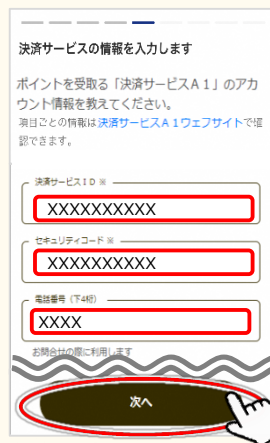 決済サービスの情報を入力します
ポイントを受取る「決済サービスA1」のアカ
ウント情報を教えてください。
項目ごとの情報は決済サービスA1ウェブサイトで確
認できます。
決済サービスID ※
XXXXXXXXXX
セキュリティコード ※
XXXXXXXXXX
電話番号（下4桁）
XXXX
お問合せの際に利用します
次へ